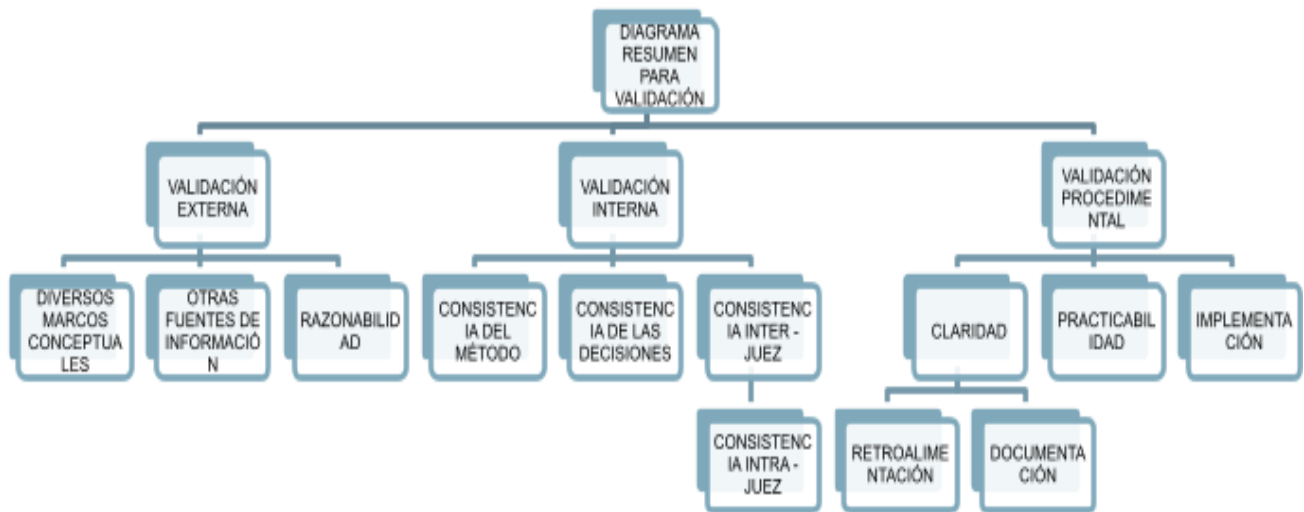 DIAGRAMA
RESUMEN
PARA
VALIDACIÓN
VALIDACIÓN
EXTERNA
VALIDACIÓN
INTERNA
VALIDACIÓN
PROCEDIME
NTAL
DIVERSOS
MARCOS
CONCEPTUA
LES
OTRAS
FUENTES DE
INFORMACIÓ
N
RAZONABILID
AD
CONSISTENC
IA DEL
MÉTODO
CONSISTENC
IA DE LAS
DECISIONES
CONSISTENC
IA INTER -
JUEZ
CLARIDAD
PRACTICABIL
IDAD
IMPLEMENTA
CIÓN
CONSISTENC
IA INTRA -
JUEZ
RETROALIME
NTACIÓN
DOCUMENTA
CIÓN